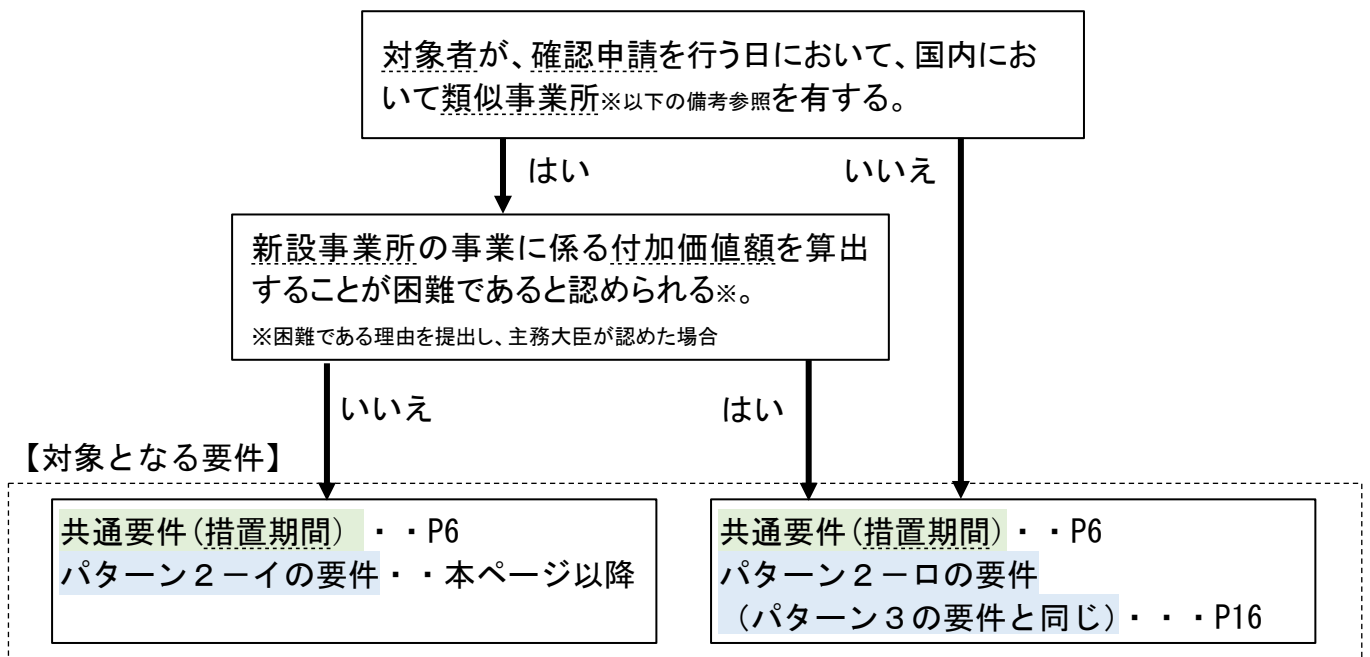 対象者が、確認申請を行う日において、国内にお
いて類似事業所※以下の備考参照を有する。
はい
いいえ
新設事業所の事業に係る付加価値額を算出
することが困難であると認められる※。
※困難である理由を提出し、主務大臣が認めた場合
いいえ
はい
【対象となる要件】
共通要件(措置期間) ・・P6
パターン２－イの要件・・本ページ以降
共通要件(措置期間)・・P6
パターン２－ロの要件
（パターン３の要件と同じ）・・・P16